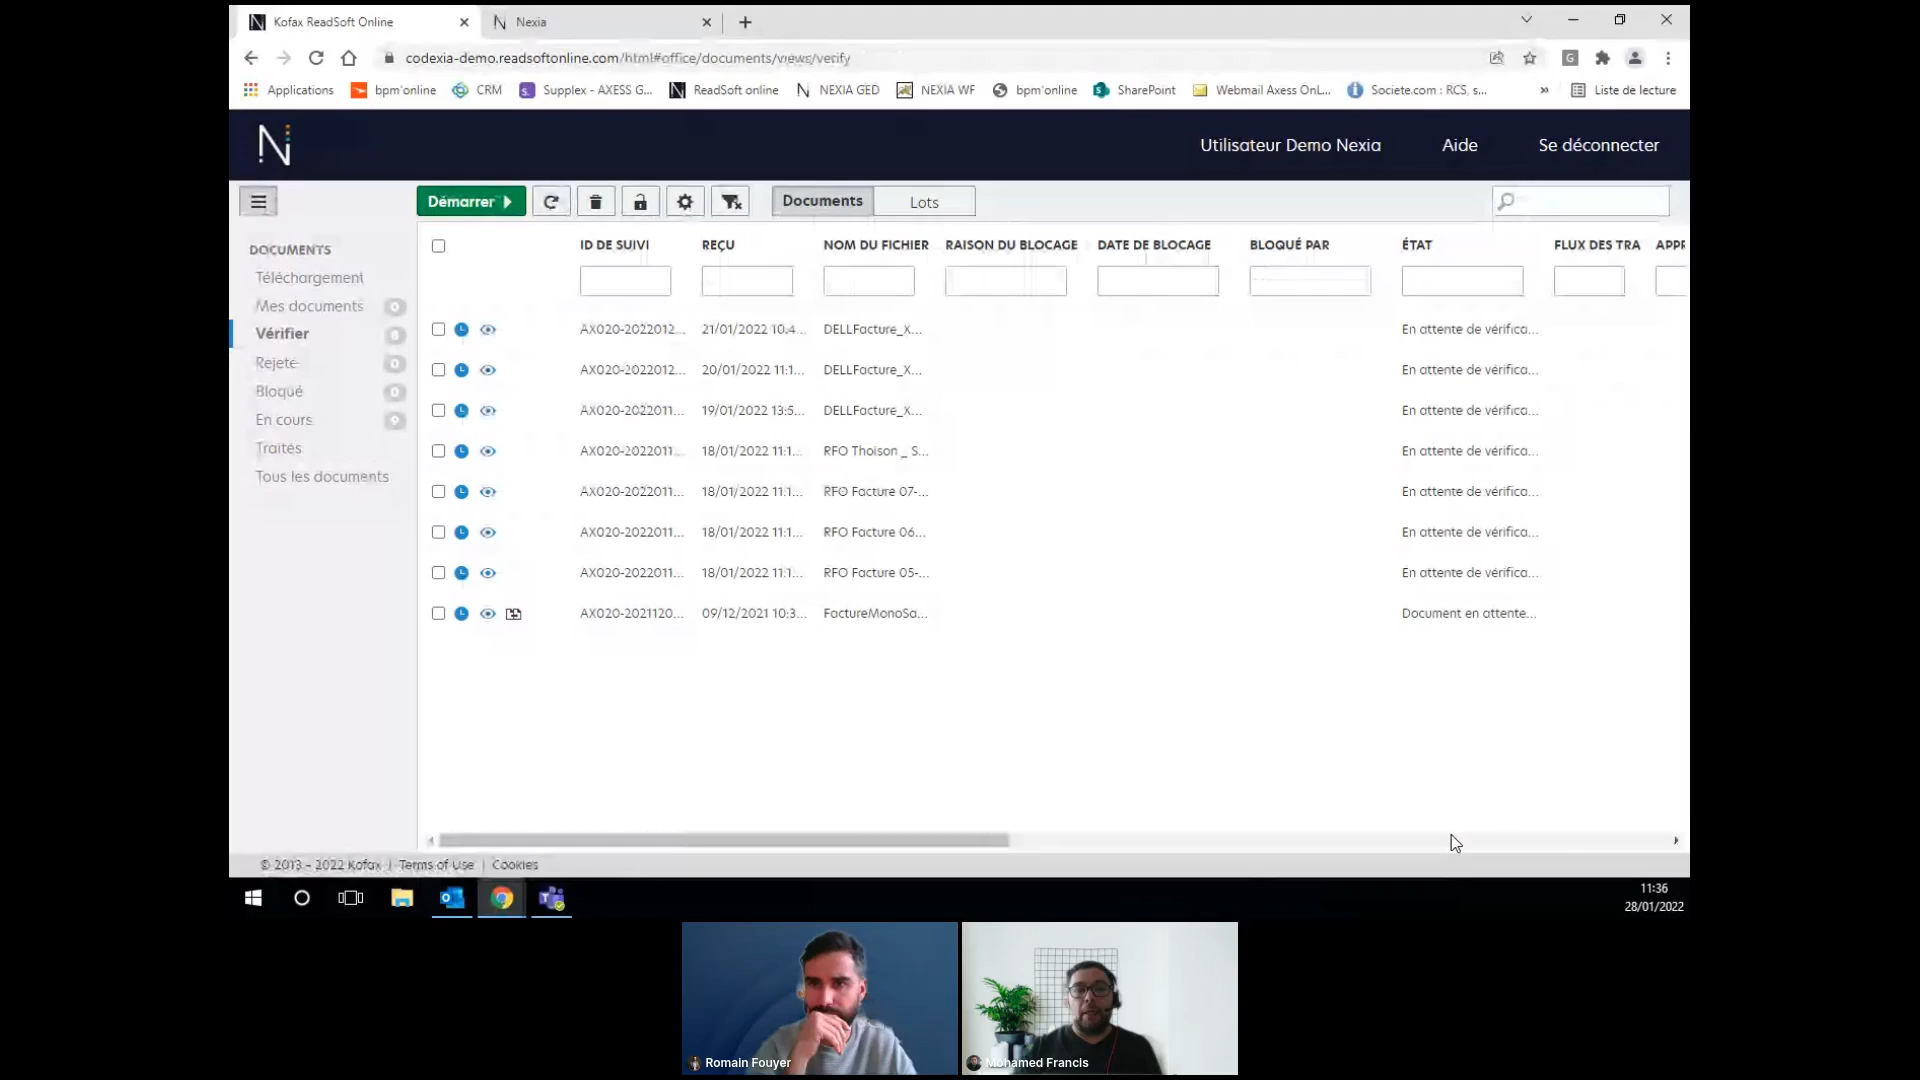 Kofax ReadSoft Online
Nexia
codexia-demo.readsoftonline.com/html#office/documents/views/verify
Applications
bpm'online
CRM
Supplex - AXESS G...
ReadSoft online
NEXIA GED
NEXIA WF
bpm'online
SharePoint
Webmail Axess OnL...
Societe.com : RCS, s...
»
Liste de lecture
Utilisateur Demo Nexia
Aide
Se déconnecter
Démarrer
Documents
Lots
DOCUMENTS
Téléchargement
Mes documents 0
Vérifier
Rejeté 0
Bloqué 0
En cours
Traités
Tous les documents
ID DE SUIVI REÇU NOM DU FICHIER RAISON DU BLOCAGE DATE DE BLOCAGE BLOQUÉ PAR ÉTAT FLUX DES TRA APPR
AX020-2022012... 21/01/2022 10:4... DELLFacture_X... En attente de vérifica...
AX020-2022012... 20/01/2022 11:1... DELLFacture_X... En attente de vérifica...
AX020-2022011... 19/01/2022 13:5... DELLFacture_X... En attente de vérifica...
AX020-2022011... 18/01/2022 11:1... RFO Thoison _ S... En attente de vérifica...
AX020-2022011... 18/01/2022 11:1... RFO Facture 07-... En attente de vérifica...
AX020-2022011... 18/01/2022 11:1... RFO Facture 06... En attente de vérifica...
AX020-2022011... 18/01/2022 11:1... RFO Facture 05-... En attente de vérifica...
AX020-2021120... 09/12/2021 10:3... FactureMonoSa... Document en attente...
© 2013 - 2022 Kofax | Terms of Use | Cookies
11:36
28/01/2022
Romain Fouyer
Mohamed Francis